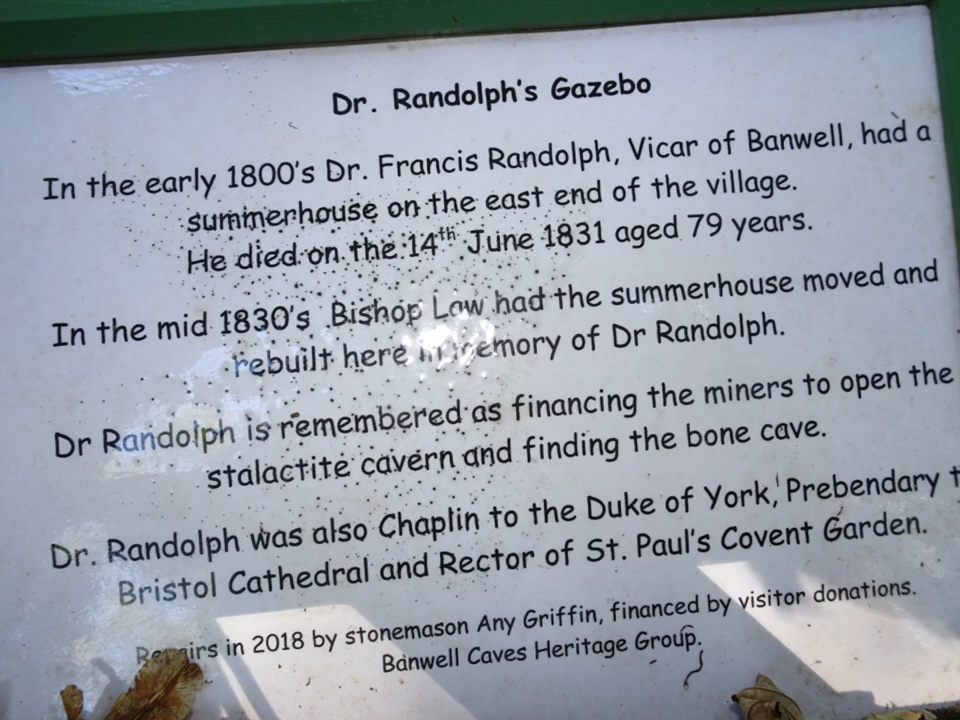 Dr. Randolph's Gazebo
In the early 1800's Dr. Francis Randolph, Vicar of Banwell, had a
summerhouse on the east end of the village.
He died on the 14th June 1831 aged 79 years.
In the mid 1830's Bishop Law had the summerhouse moved and
rebuilt here in memory of Dr Randolph.
Dr Randolph is remembered as financing the miners to open the
stalactite cavern and finding the bone cave.
Dr. Randolph was also Chaplin to the Duke of York, Prebendary
Bristol Cathedral and Rector of St. Paul's Covent Garden.
Repairs in 2018 by stonemason Any Griffin, financed by visitor donations.
Banwell Caves Heritage Group.